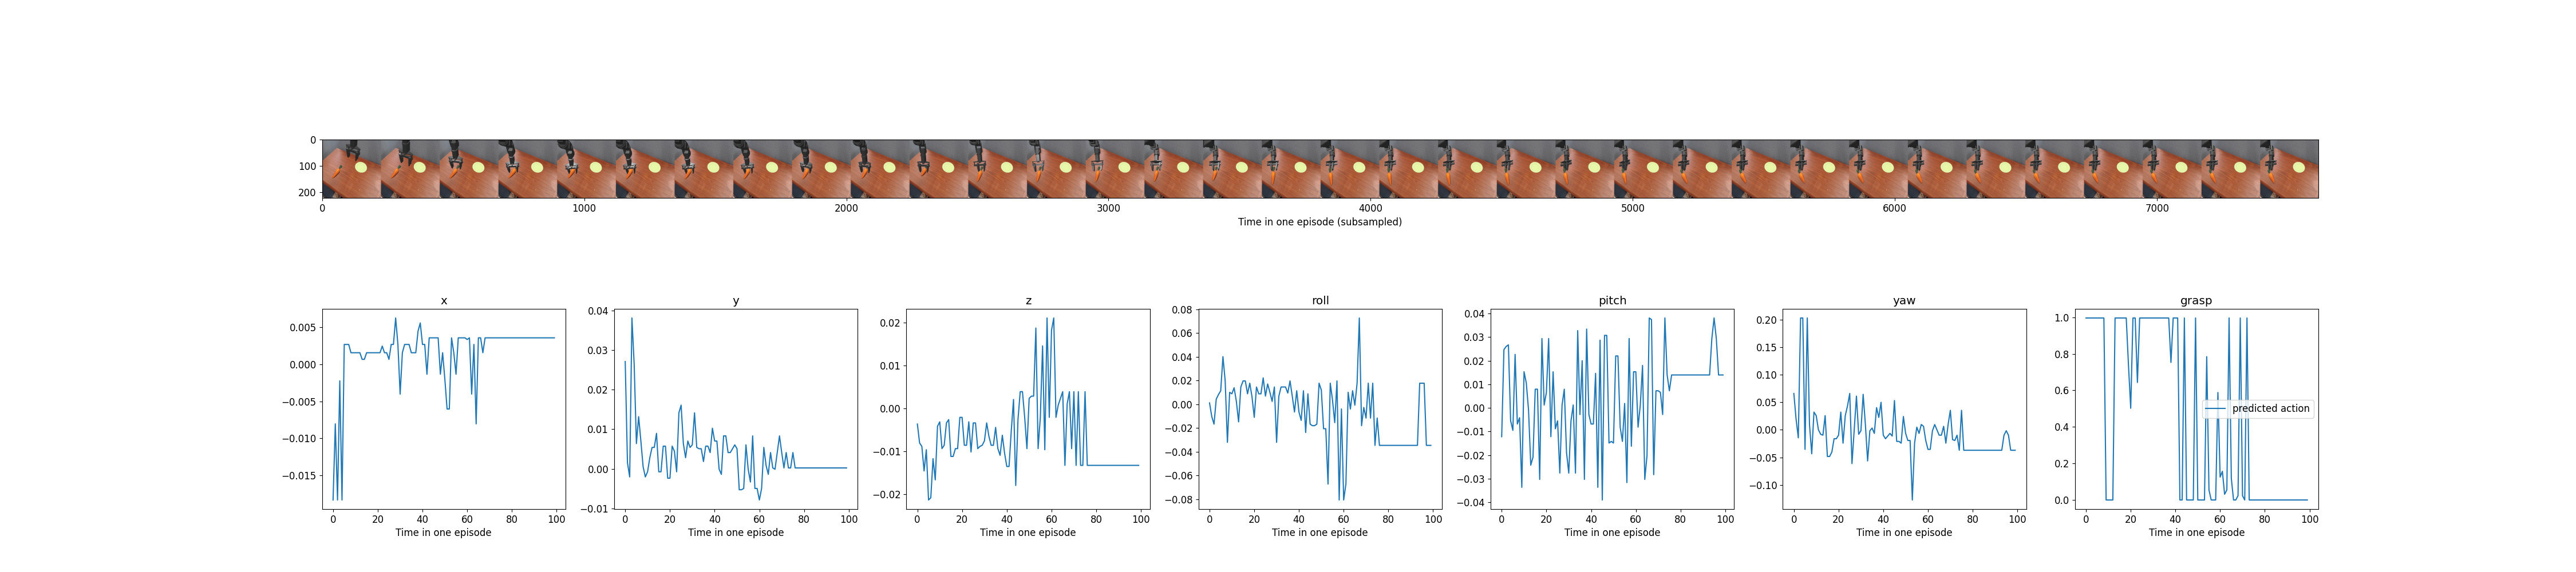 0
100
200
0 1000 2000 3000 4000 5000 6000 7000
Time in one episode (subsampled)
x y z roll pitch yaw grasp
0.005
0.000
−0.005
−0.010
−0.015
0 20 40 60 80 100
Time in one episode
0.04
0.03
0.02
0.01
0.00
−0.01
0 20 40 60 80 100
Time in one episode
0.02
0.01
0.00
−0.01
−0.02
0 20 40 60 80 100
Time in one episode
0.08
0.06
0.04
0.02
0.00
−0.02
−0.04
−0.06
−0.08
0 20 40 60 80 100
Time in one episode
0.04
0.03
0.02
0.01
0.00
−0.01
−0.02
−0.03
−0.04
0 20 40 60 80 100
Time in one episode
0.20
0.15
0.10
0.05
0.00
−0.05
−0.10
0 20 40 60 80 100
Time in one episode
1.0
0.8
0.6
0.4
0.2
0.0
predicted action
0 20 40 60 80 100
Time in one episode